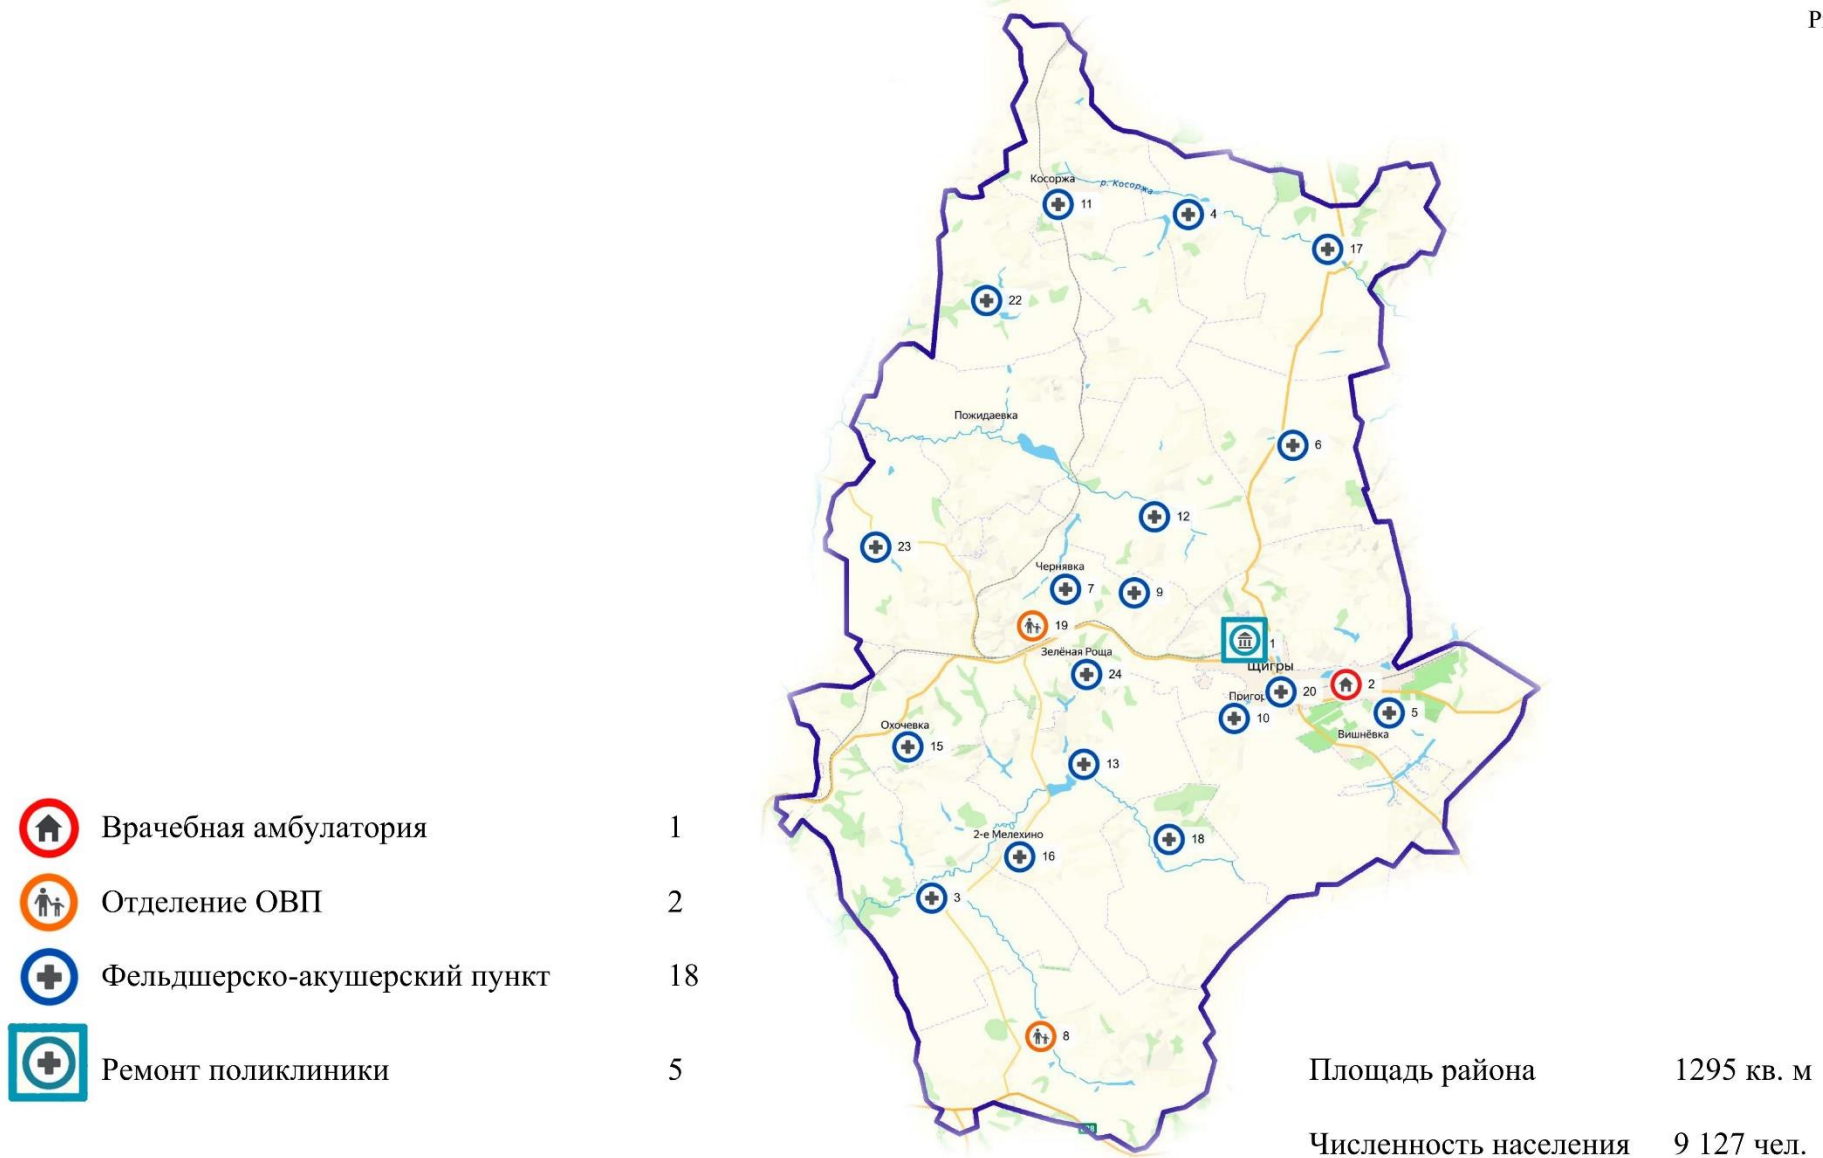 Р
Косоржа
р. Косоржа
11
4
17
22
Пожидаевка
6
12
23
Чернявка
7
9
19
1
Зелёная Роща
Щигры
24
2
20
Пригор
10
5
Вишнёвка
Охочевка
15
13
2-е Мелехино
18
16
3
8
Врачебная амбулатория 1
Отделение ОВП 2
Фельдшерско-акушерский пункт 18
Ремонт поликлиники 5
Площадь района 1295 кв. м
Численность населения 9 127 чел.